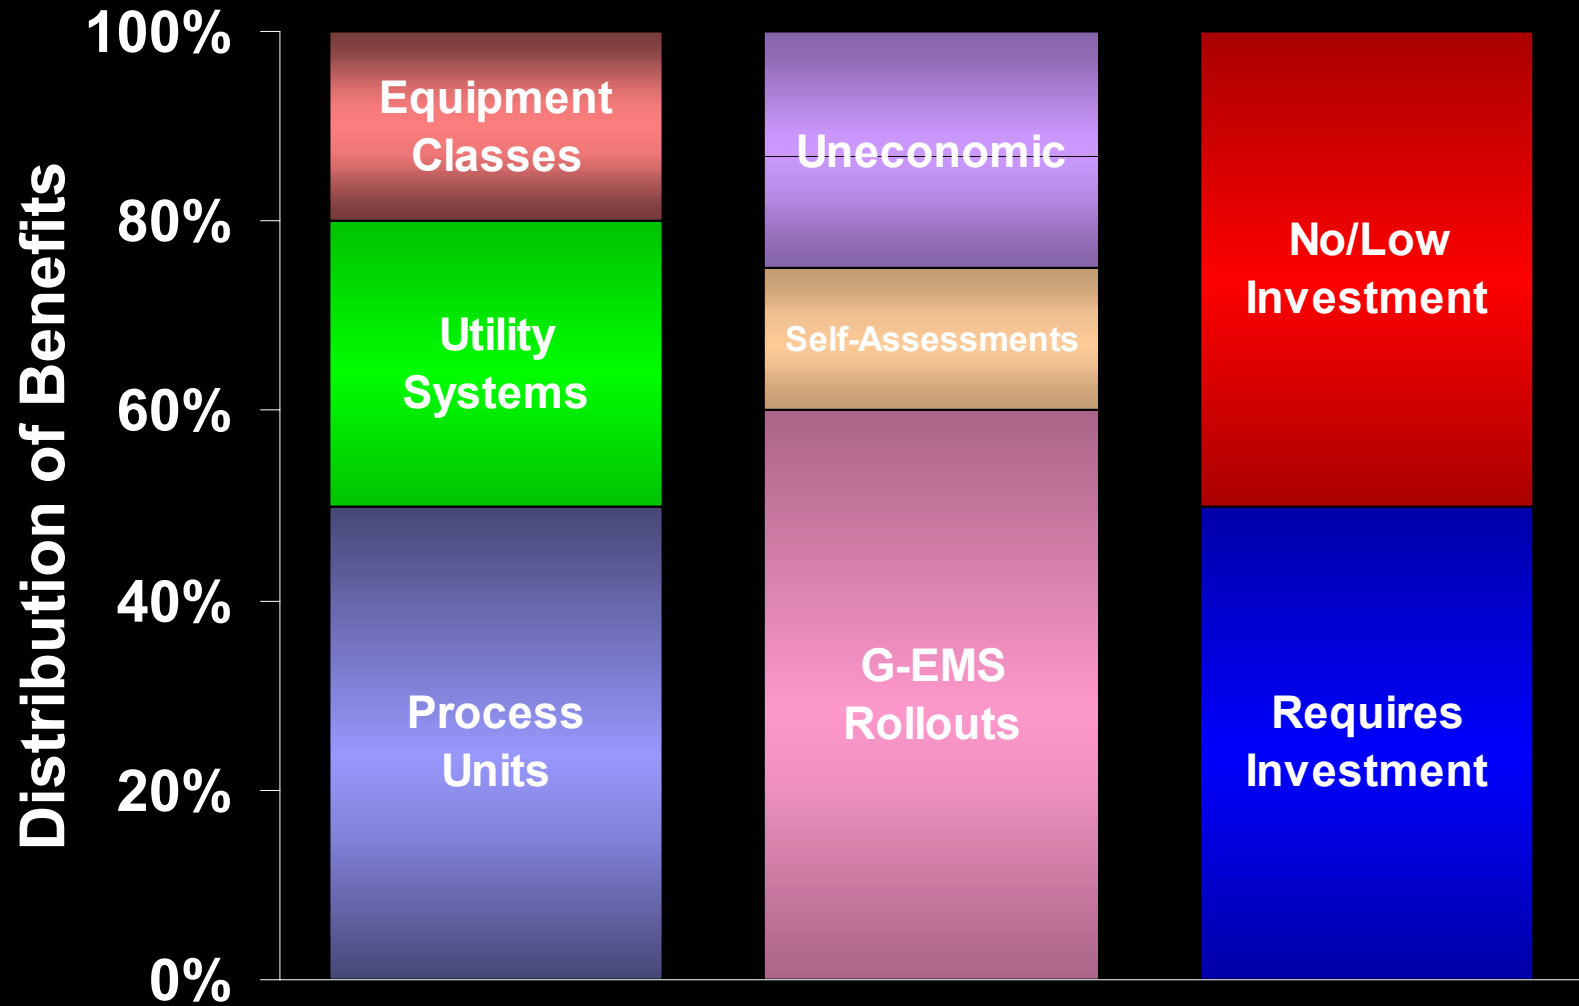 Distribution of Benefits
100%
80%
60%
40%
20%
0%
Equipment
Classes
Utility
Systems
Process
Units
Uneconomic
Self-Assessments
G-EMS
Rollouts
No/Low
Investment
Requires
Investment